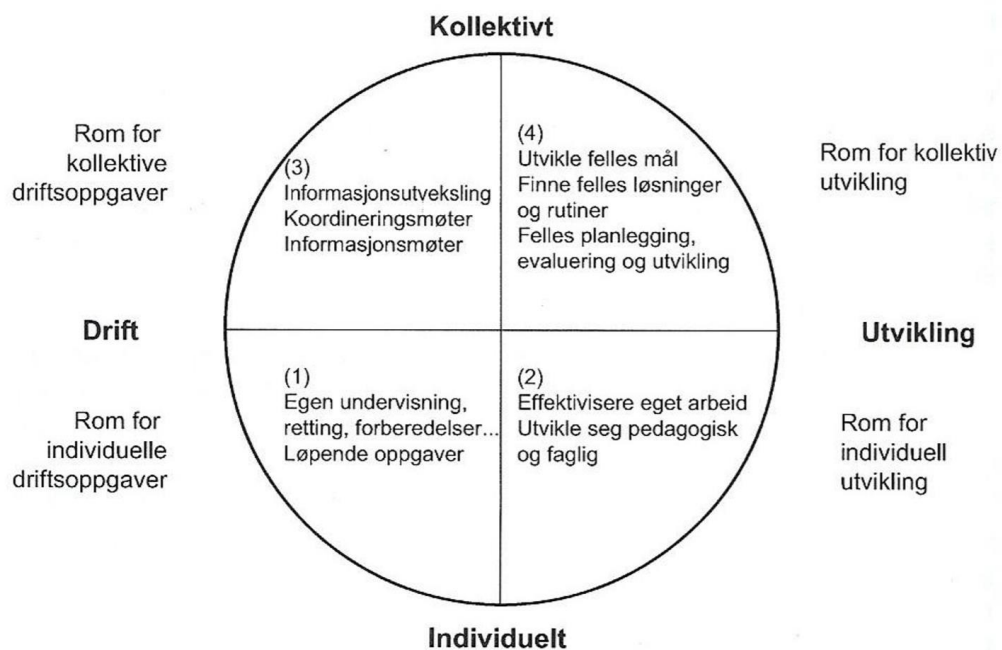 Kollektivt
Rom for
kollektive
driftsoppgaver
(3)
Informasjonsutveksling
Koordineringsmøter
Informasjonsmøter
(4)
Utvikle felles mål
Finne felles løsninger
og rutiner
Felles planlegging,
evaluering og utvikling
Rom for kollektiv
utvikling
Drift
Utvikling
Rom for
individuelle
driftsoppgaver
(1)
Egen undervisning,
retting, forberedelser...
Løpende oppgaver
(2)
Effektivisere eget arbeid
Utvikle seg pedagogisk
og faglig
Rom for
individuell
utvikling
Individuelt